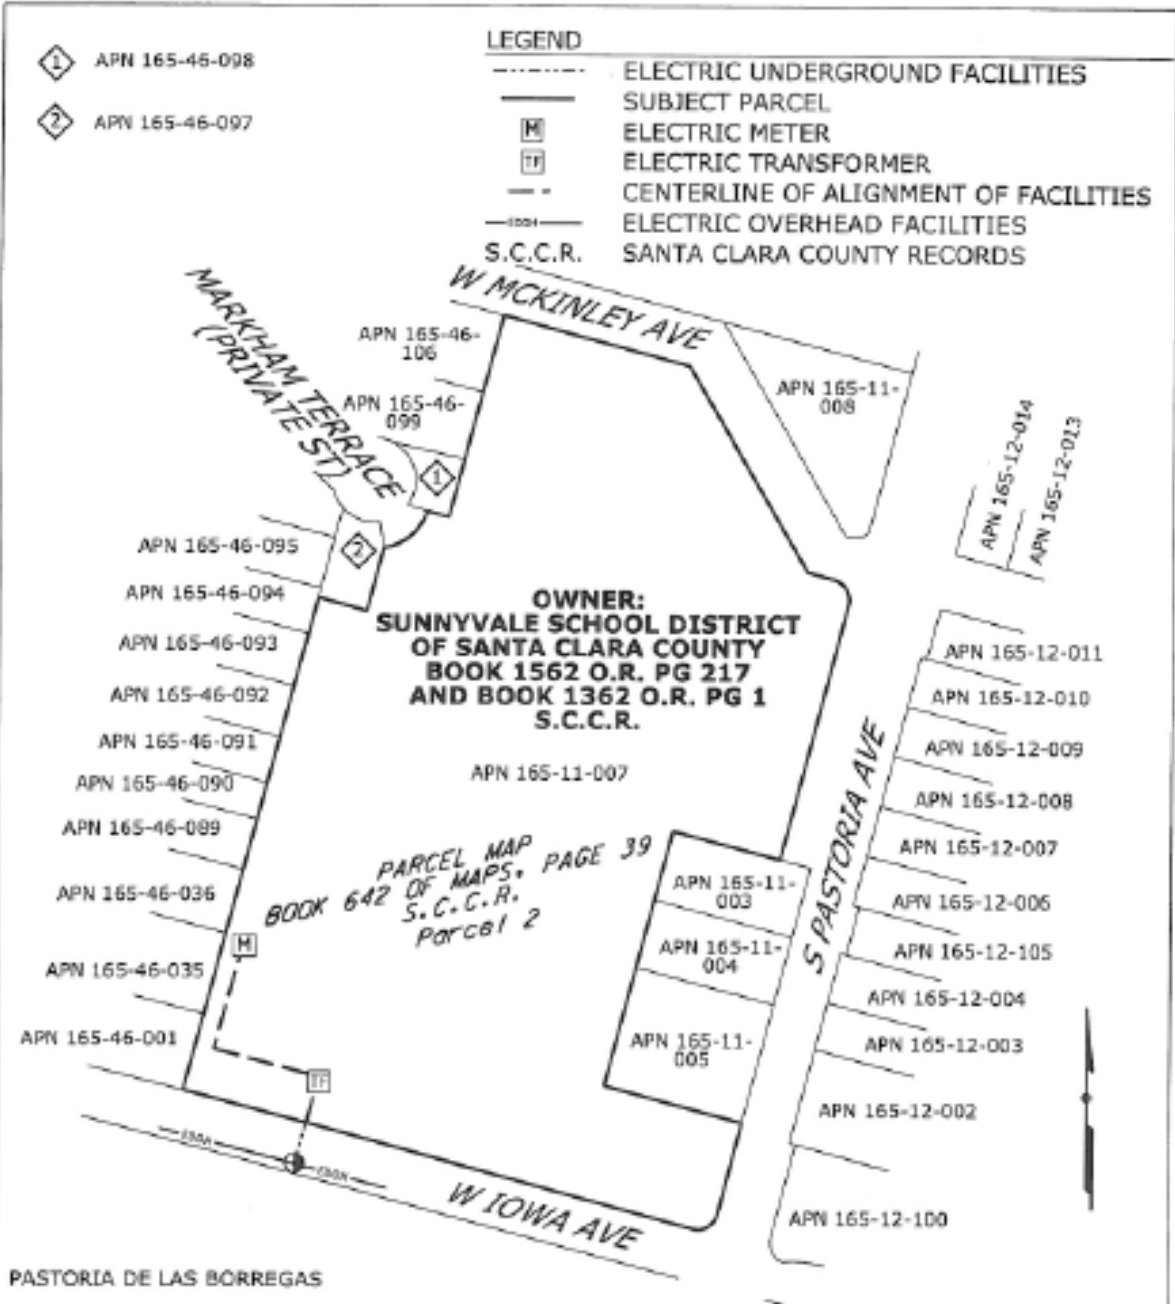 1 APN 165-46-098
2 APN 165-46-097
LEGEND
ELECTRIC UNDERGROUND FACILITIES
SUBJECT PARCEL
M ELECTRIC METER
TF ELECTRIC TRANSFORMER
CENTERLINE OF ALIGNMENT OF FACILITIES
EDOH ELECTRIC OVERHEAD FACILITIES
S.C.C.R. SANTA CLARA COUNTY RECORDS
W MCKINLEY AVE
MARKHAM TERRACE
(PRIVATE ST)
APN 165-46-
106
APN 165-46-
099
1
2
APN 165-11-
008
APN 165-12-014
APN 165-12-013
APN 165-46-095
APN 165-46-094
APN 165-46-093
APN 165-46-092
APN 165-46-091
APN 165-46-090
APN 165-46-089
APN 165-46-036
APN 165-46-035
APN 165-46-001
OWNER:
SUNNYVALE SCHOOL DISTRICT
OF SANTA CLARA COUNTY
BOOK 1562 O.R. PG 217
AND BOOK 1362 O.R. PG 1
S.C.C.R.
APN 165-11-007
PARCEL MAP
BOOK 642 OF MAPS, PAGE 39
S.C.C.R.
Parcel 2
M
TF
APN 165-11-
003
APN 165-11-
004
APN 165-11-
005
S PASTORIA AVE
APN 165-12-011
APN 165-12-010
APN 165-12-009
APN 165-12-008
APN 165-12-007
APN 165-12-006
APN 165-12-105
APN 165-12-004
APN 165-12-003
APN 165-12-002
APN 165-12-100
EDOH
EDOH
W IOWA AVE
PASTORIA DE LAS BORREGAS